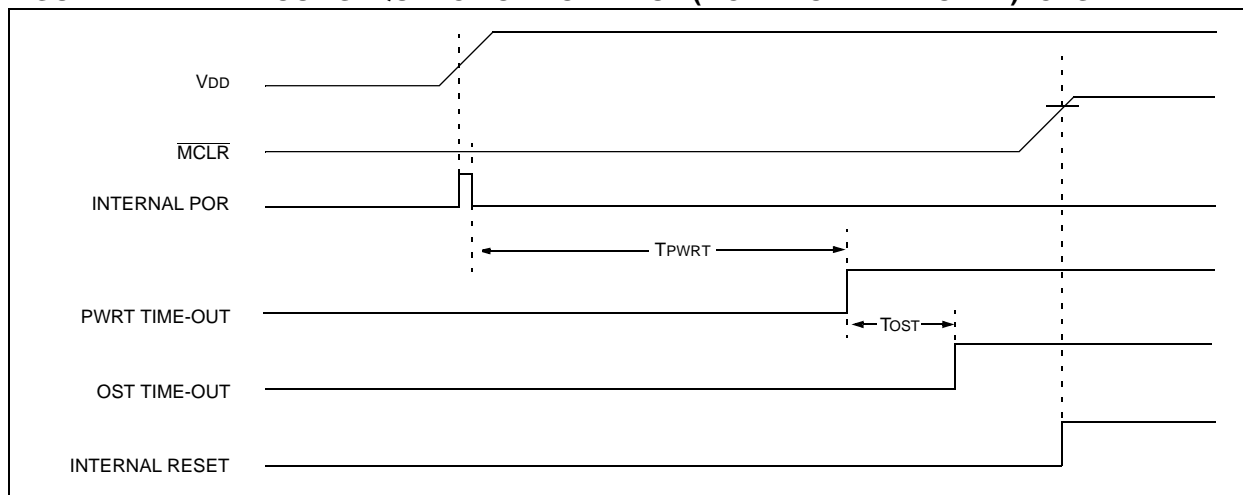 VDD
MCLR
INTERNAL POR
TPWRT
PWRT TIME-OUT
TOST
OST TIME-OUT
INTERNAL RESET